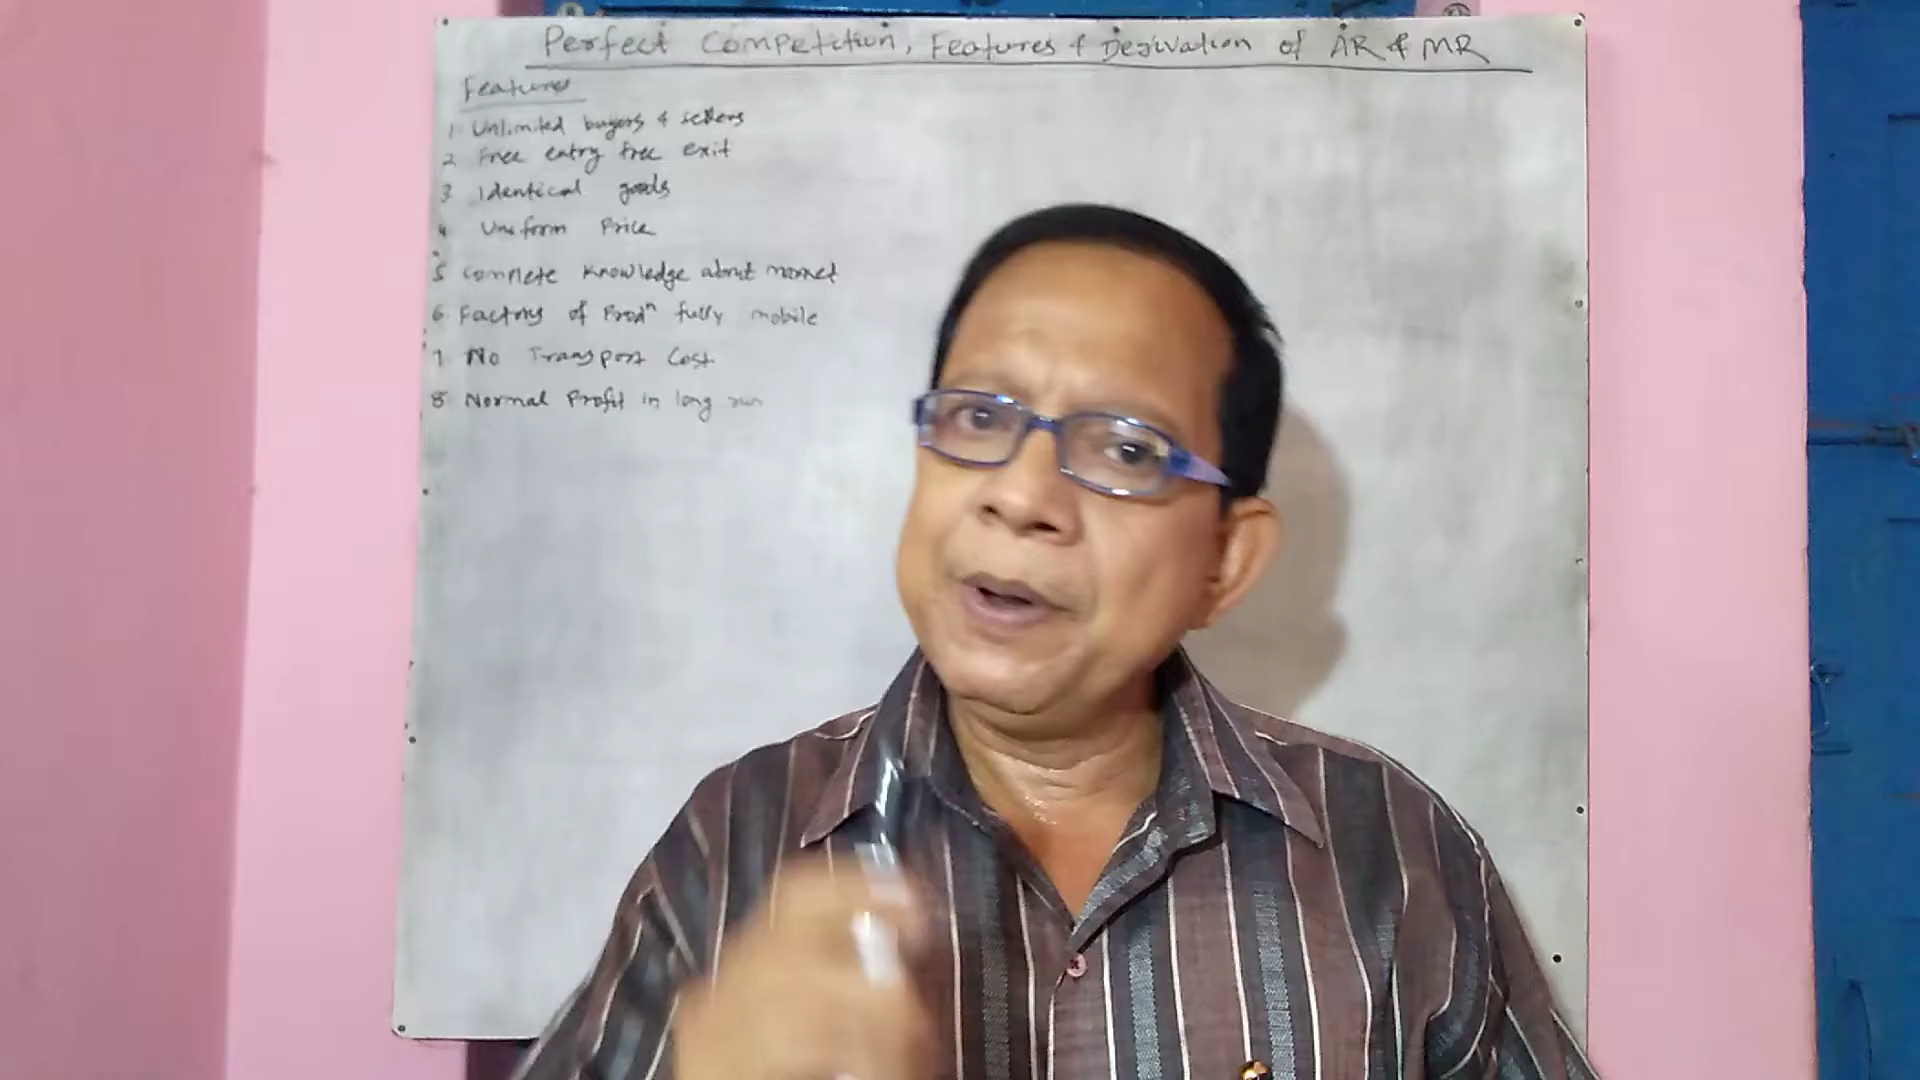 Perfect Competition, Features & Derivation of AR & MR
Features
1. Unlimited buyers & sellers
2 Free entry free exit
3 Identical goods
4 Uniform Price
5 Complete Knowledge about market
6 Factors of Prodⁿ fully mobile
7 No Transport Cost
8 Normal Profit in long run